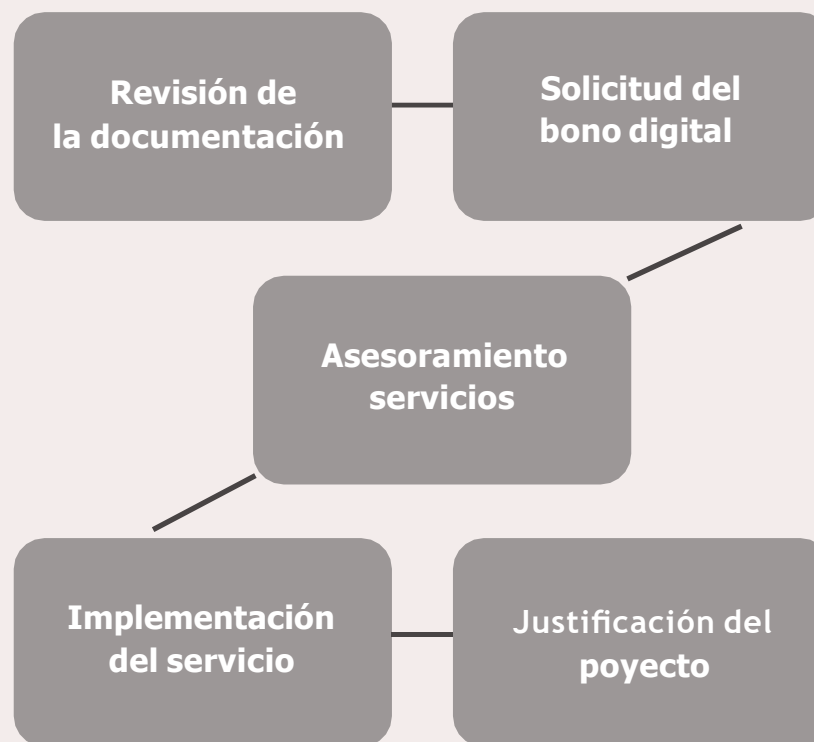 Revisión de
la documentación
Solicitud del
bono digital
Asesoramiento
servicios
Implementación
del servicio
Justificación del
poyecto